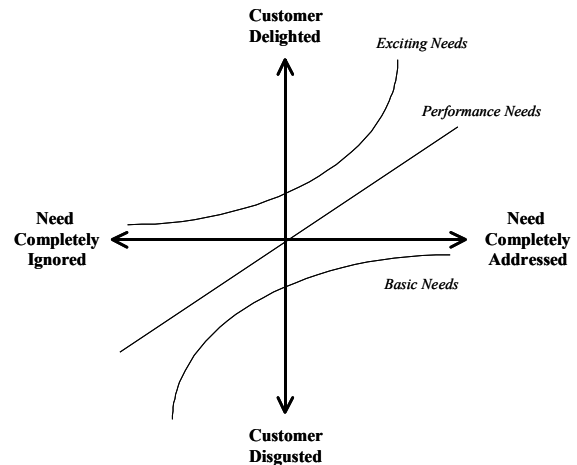 Customer
Delighted
Exciting Needs
Performance Needs
Need
Completely
Ignored
Need
Completely
Addressed
Basic Needs
Customer
Disgusted